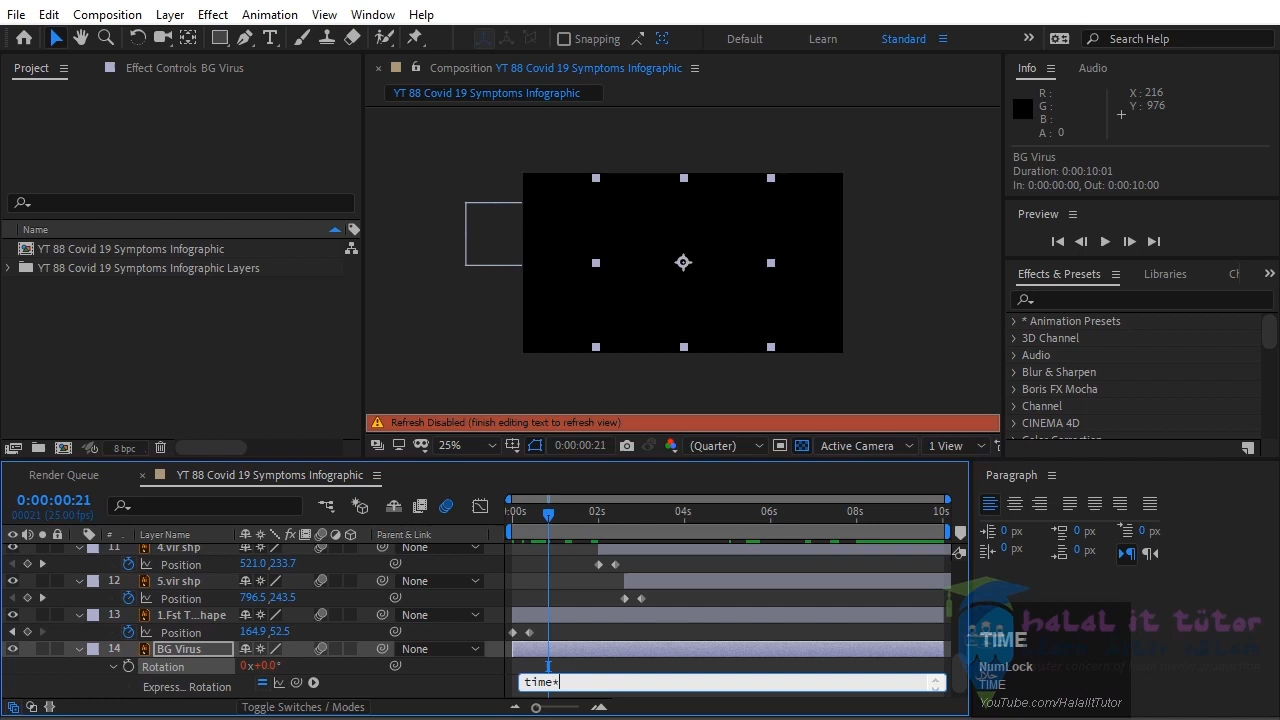 File Edit Composition Layer Effect Animation View Window Help
Snapping Default Learn Standard Search Help
Project Effect Controls BG Virus
Composition YT 88 Covid 19 Symptoms Infographic
YT 88 Covid 19 Symptoms Infographic
Info Audio
R :
G :
B :
A : 0
X : 216
Y : 976
BG Virus
Duration: 0:00:10:01
In: 0:00:00:00, Out: 0:00:10:00
Preview
Name
YT 88 Covid 19 Symptoms Infographic
YT 88 Covid 19 Symptoms Infographic Layers
Effects & Presets Libraries Ch
* Animation Presets
3D Channel
Audio
Blur & Sharpen
Boris FX Mocha
Channel
CINEMA 4D
Color Correction
Refresh Disabled (finish editing text to refresh view)
8 bpc
25% 0:00:00:21 (Quarter) Active Camera 1 View
Render Queue YT 88 Covid 19 Symptoms Infographic
Paragraph
0:00:00:21
00021 (25.00 fps)
):00s 02s 04s 06s 08s 10s
# Layer Name Parent & Link
0 px 0 px 0 px
0 px 0 px
11 4.vir shp None
Position 521.0,233.7
12 5.vir shp None
Position 796.5,243.5
13 1.Fst T...hape None
Position 164.9,52.5
14 BG Virus None
Rotation 0x+0.0°
Express... Rotation
time*
Toggle Switches / Modes
halal it tutor
TIME
NumLock
TIME
YouTube.com/HalalItTutor